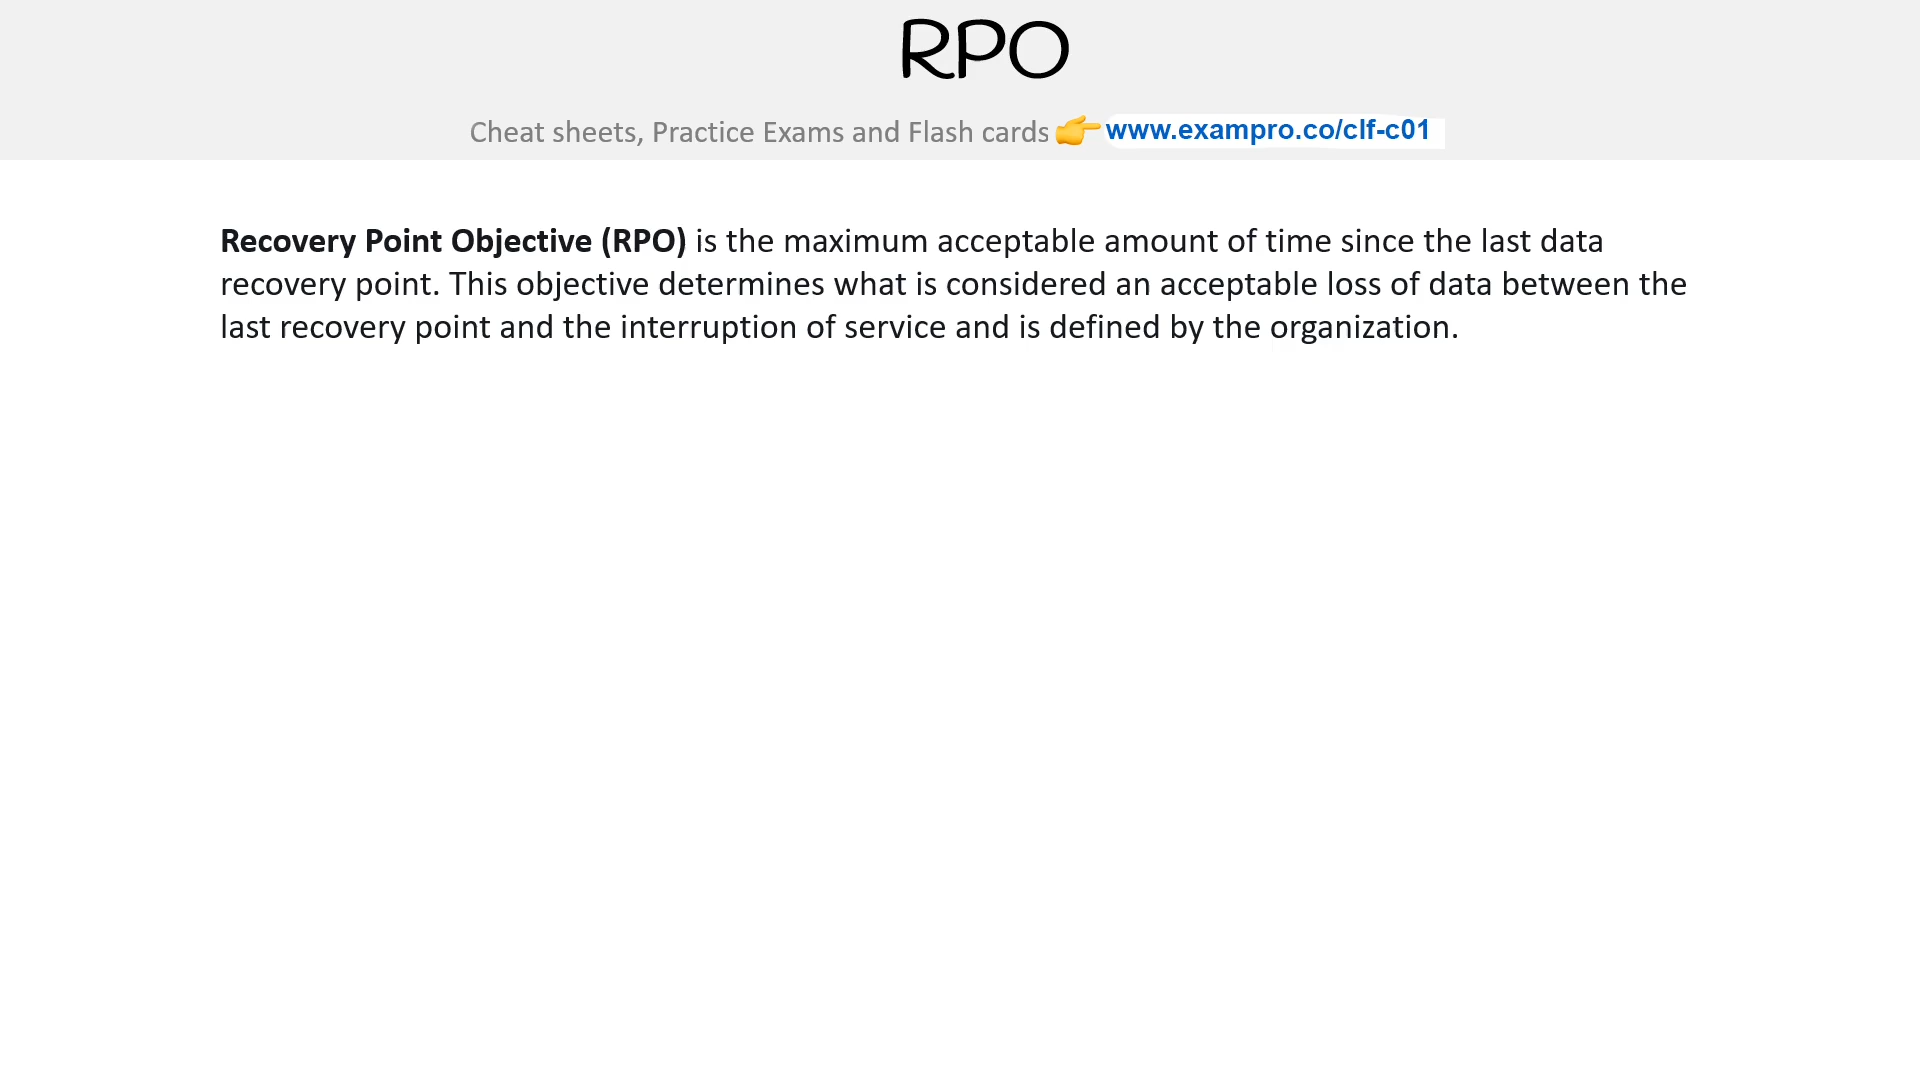 RPO
Cheat sheets, Practice Exams and Flash cards 👉 www.exampro.co/clf-c01
Recovery Point Objective (RPO) is the maximum acceptable amount of time since the last data
recovery point. This objective determines what is considered an acceptable loss of data between the
last recovery point and the interruption of service and is defined by the organization.